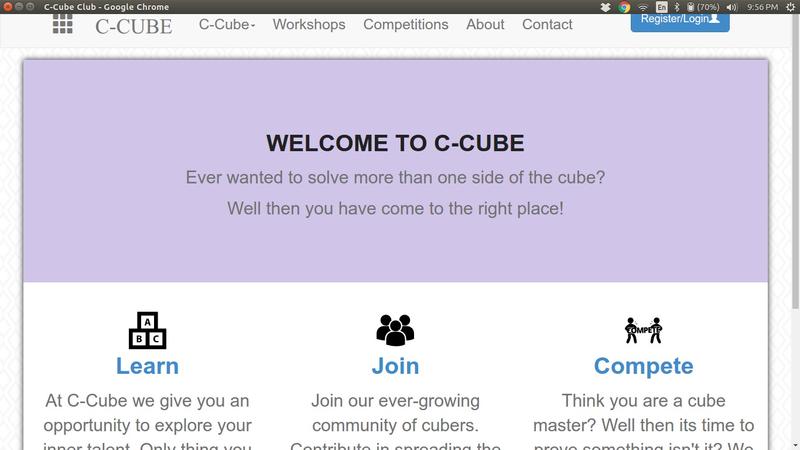 C-Cube Club - Google Chrome
En
(70%)
9:56 PM
C-CUBE
C-Cube
Workshops
Competitions
About
Contact
Register/Login
WELCOME TO C-CUBE
Ever wanted to solve more than one side of the cube?
Well then you have come to the right place!
A
B C
COMPETE
Learn
Join
Compete
At C-Cube we give you an
opportunity to explore your
inner talent. Only thing you
Join our ever-growing
community of cubers.
Contribute in spreading the
Think you are a cube
master? Well then its time to
prove something isn't it? We